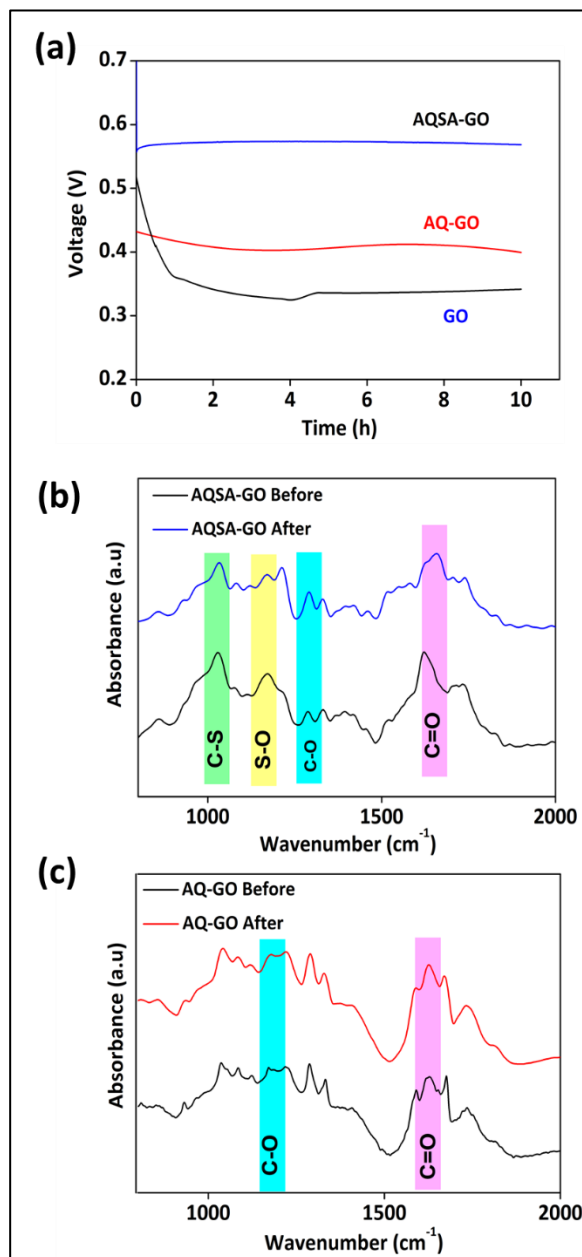 (a)
0.7
0.6
0.5
0.4
0.3
0.2
Voltage (V)
AQSA-GO
AQ-GO
GO
0 2 4 6 8 10
Time (h)
(b)
AQSA-GO Before
AQSA-GO After
Absorbance (a.u)
C-S
S-O
C-O
C=O
1000 1500 2000
Wavenumber (cm⁻¹)
(c)
AQ-GO Before
AQ-GO After
Absorbance (a.u)
C-O
C=O
1000 1500 2000
Wavenumber (cm⁻¹)